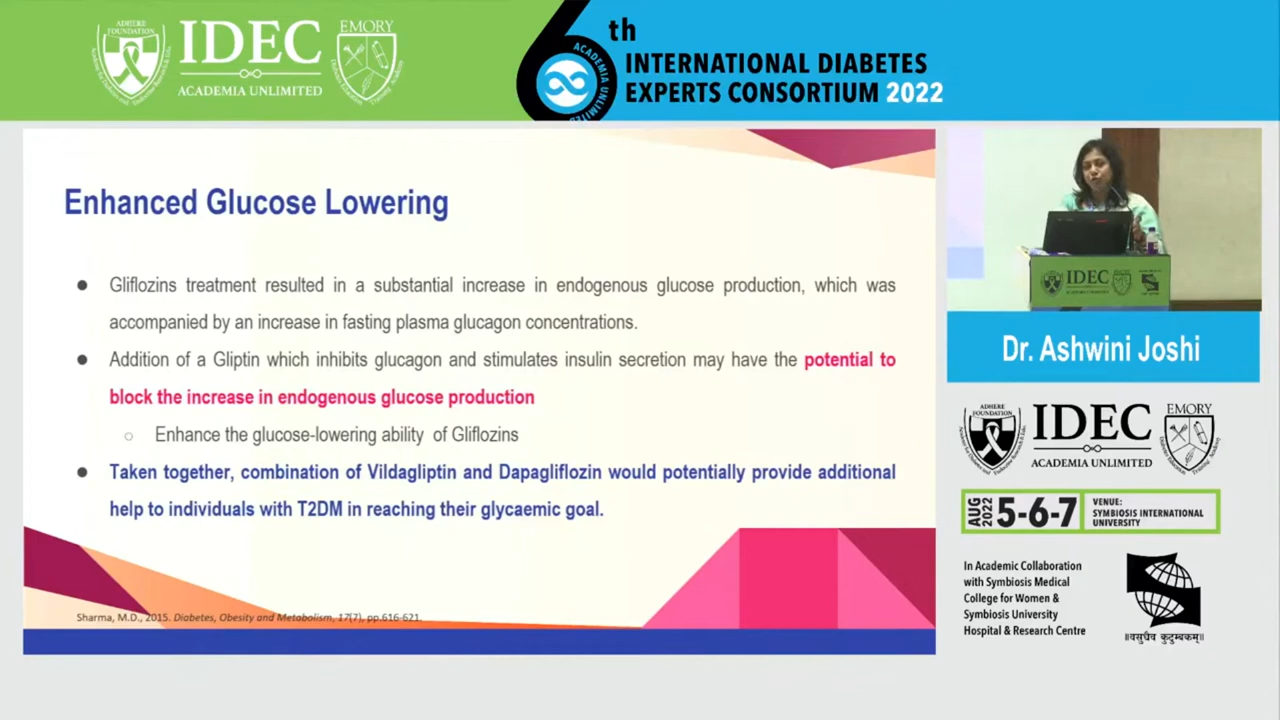 ADHERE
FOUNDATION
IDEC
ACADEMIA UNLIMITED
EMORY
6th
ACADEMIA UNLIMITED
INTERNATIONAL DIABETES
EXPERTS CONSORTIUM 2022
Enhanced Glucose Lowering
● Gliflozins treatment resulted in a substantial increase in endogenous glucose production, which was
accompanied by an increase in fasting plasma glucagon concentrations.
● Addition of a Gliptin which inhibits glucagon and stimulates insulin secretion may have the potential to
block the increase in endogenous glucose production
○ Enhance the glucose-lowering ability of Gliflozins
● Taken together, combination of Vildagliptin and Dapagliflozin would potentially provide additional
help to individuals with T2DM in reaching their glycaemic goal.
Sharma, M.D., 2015. Diabetes, Obesity and Metabolism, 17(7), pp.616-621.
IDEC
Dr. Ashwini Joshi
ADHERE
FOUNDATION
IDEC
ACADEMIA UNLIMITED
EMORY
AUG
2022
5-6-7
VENUE:
SYMBIOSIS INTERNATIONAL
UNIVERSITY
In Academic Collaboration
with Symbiosis Medical
College for Women &
Symbiosis University
Hospital & Research Centre
॥वसुधैव कुटुम्बकम्॥